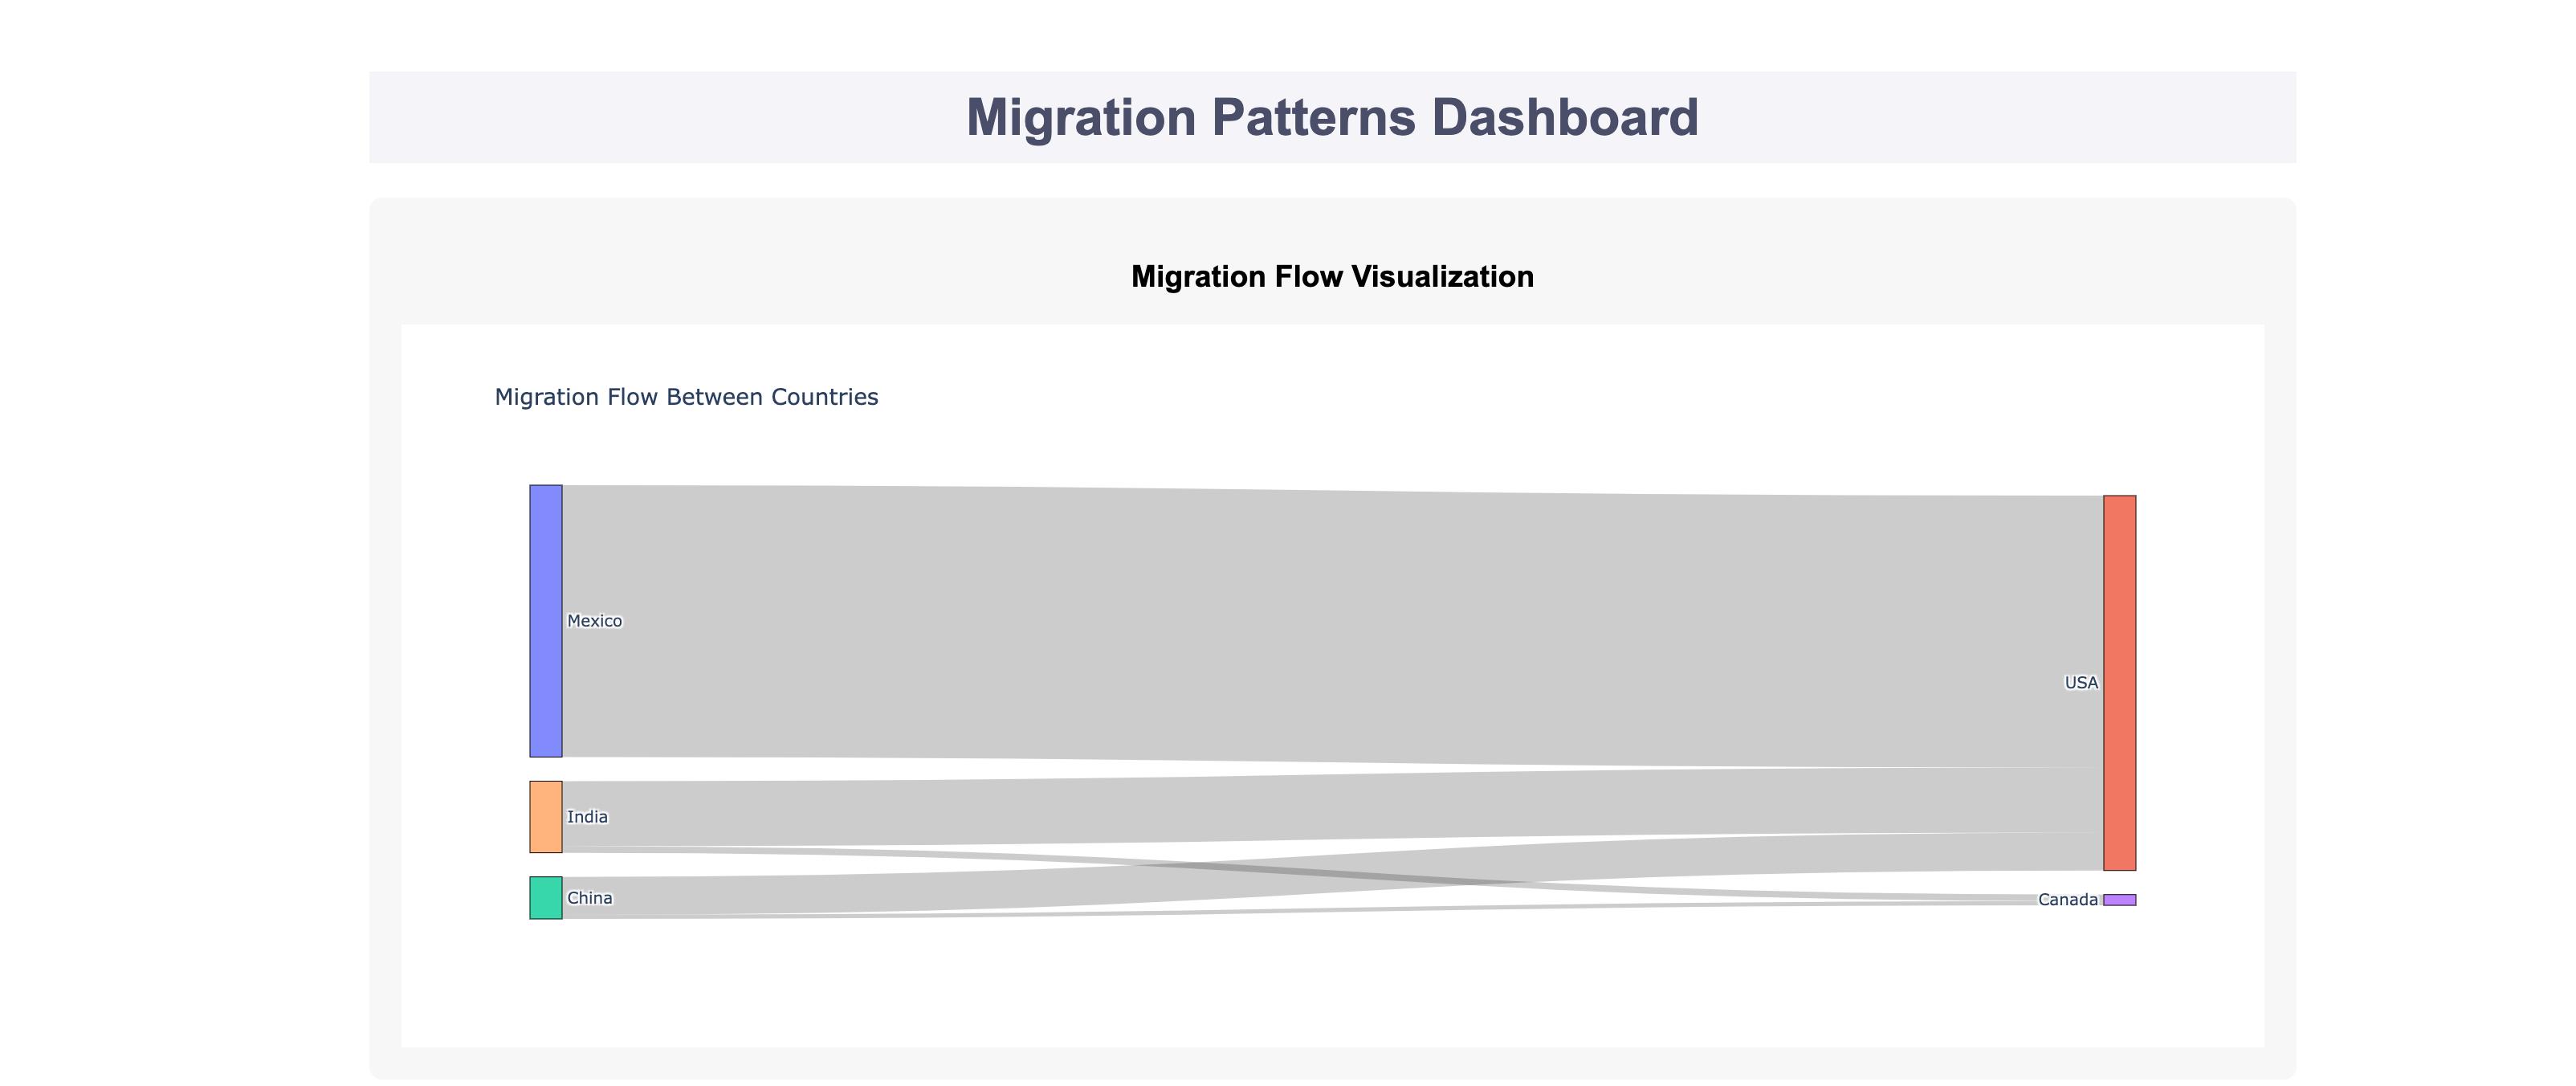 Migration Patterns Dashboard
Migration Flow Visualization
Migration Flow Between Countries
Mexico
USA
India
China
Canada